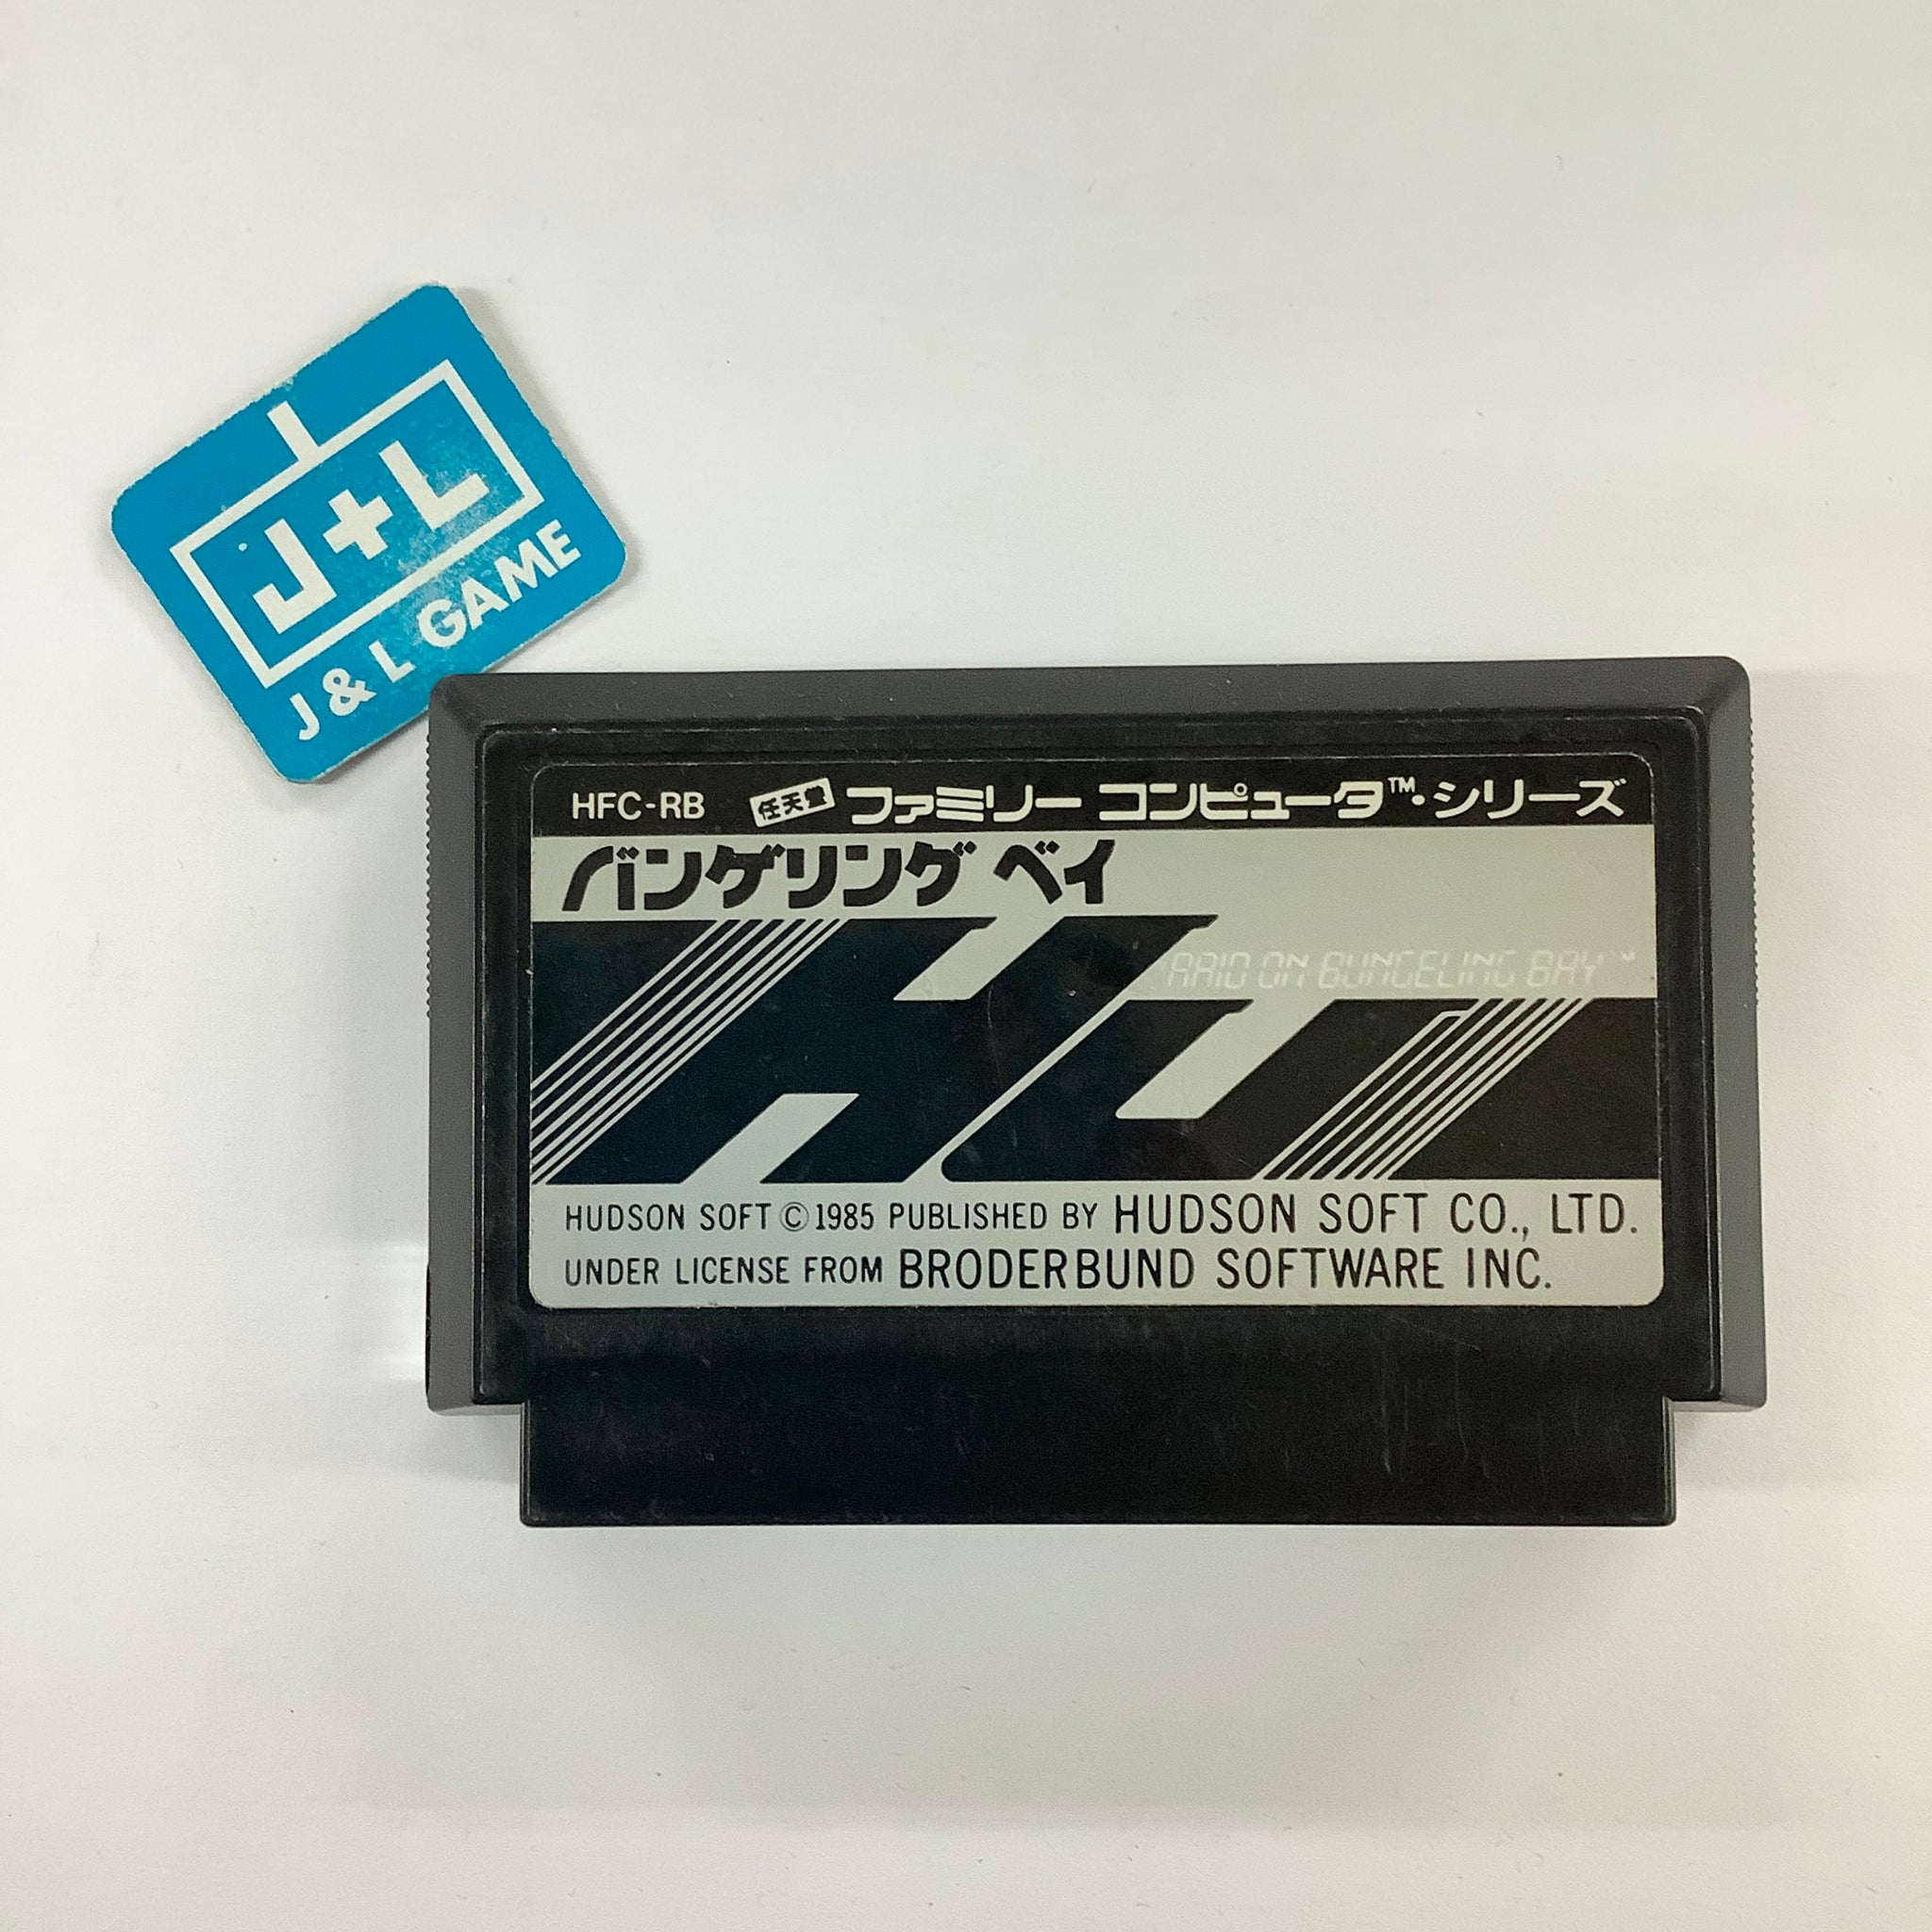 J+L
J & L GAME
HFC-RB 任天堂 ファミリー コンピュータ™・シリーズ
バンゲリング ベイ
RAID ON BUNGELING BAY™
HUDSON SOFT ©1985 PUBLISHED BY HUDSON SOFT CO., LTD.
UNDER LICENSE FROM BRODERBUND SOFTWARE INC.